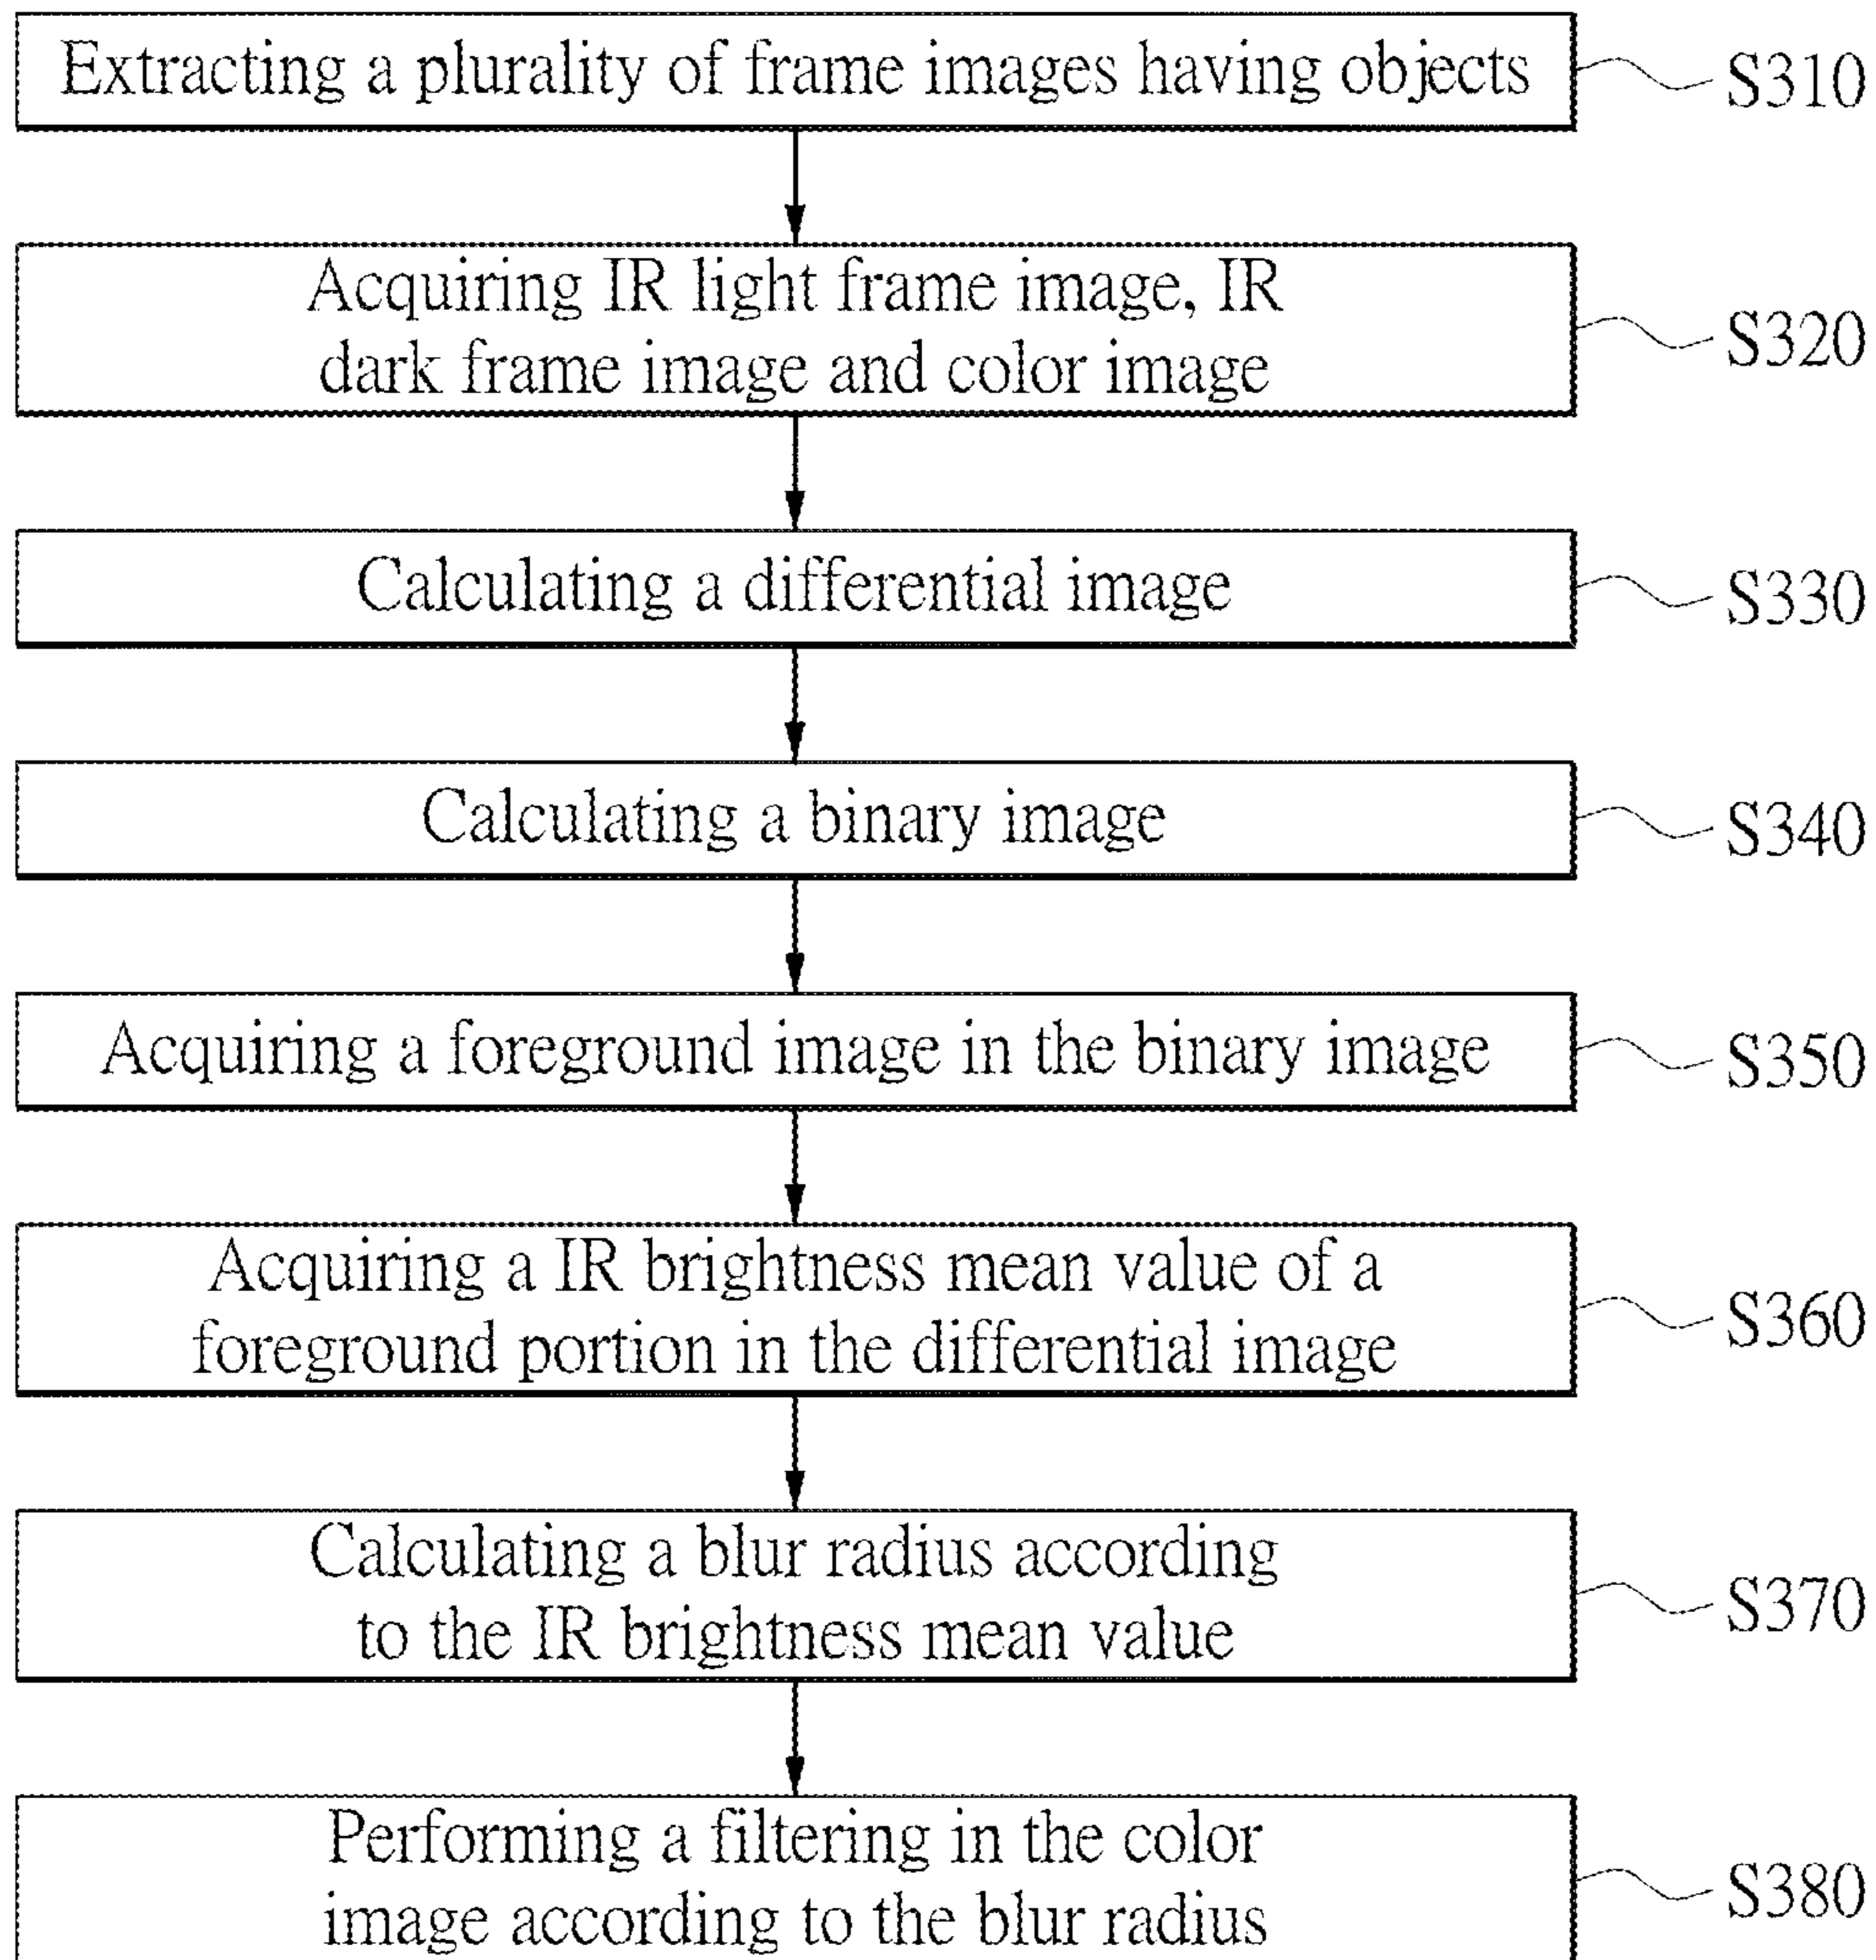 Extracting a plurality of frame images having objects
S310
Acquiring IR light frame image, IR
dark frame image and color image
S320
Calculating a differential image
S330
Calculating a binary image
S340
Acquiring a foreground image in the binary image
S350
Acquiring a IR brightness mean value of a
foreground portion in the differential image
S360
Calculating a blur radius according
to the IR brightness mean value
S370
Performing a filtering in the color
image according to the blur radius
S380